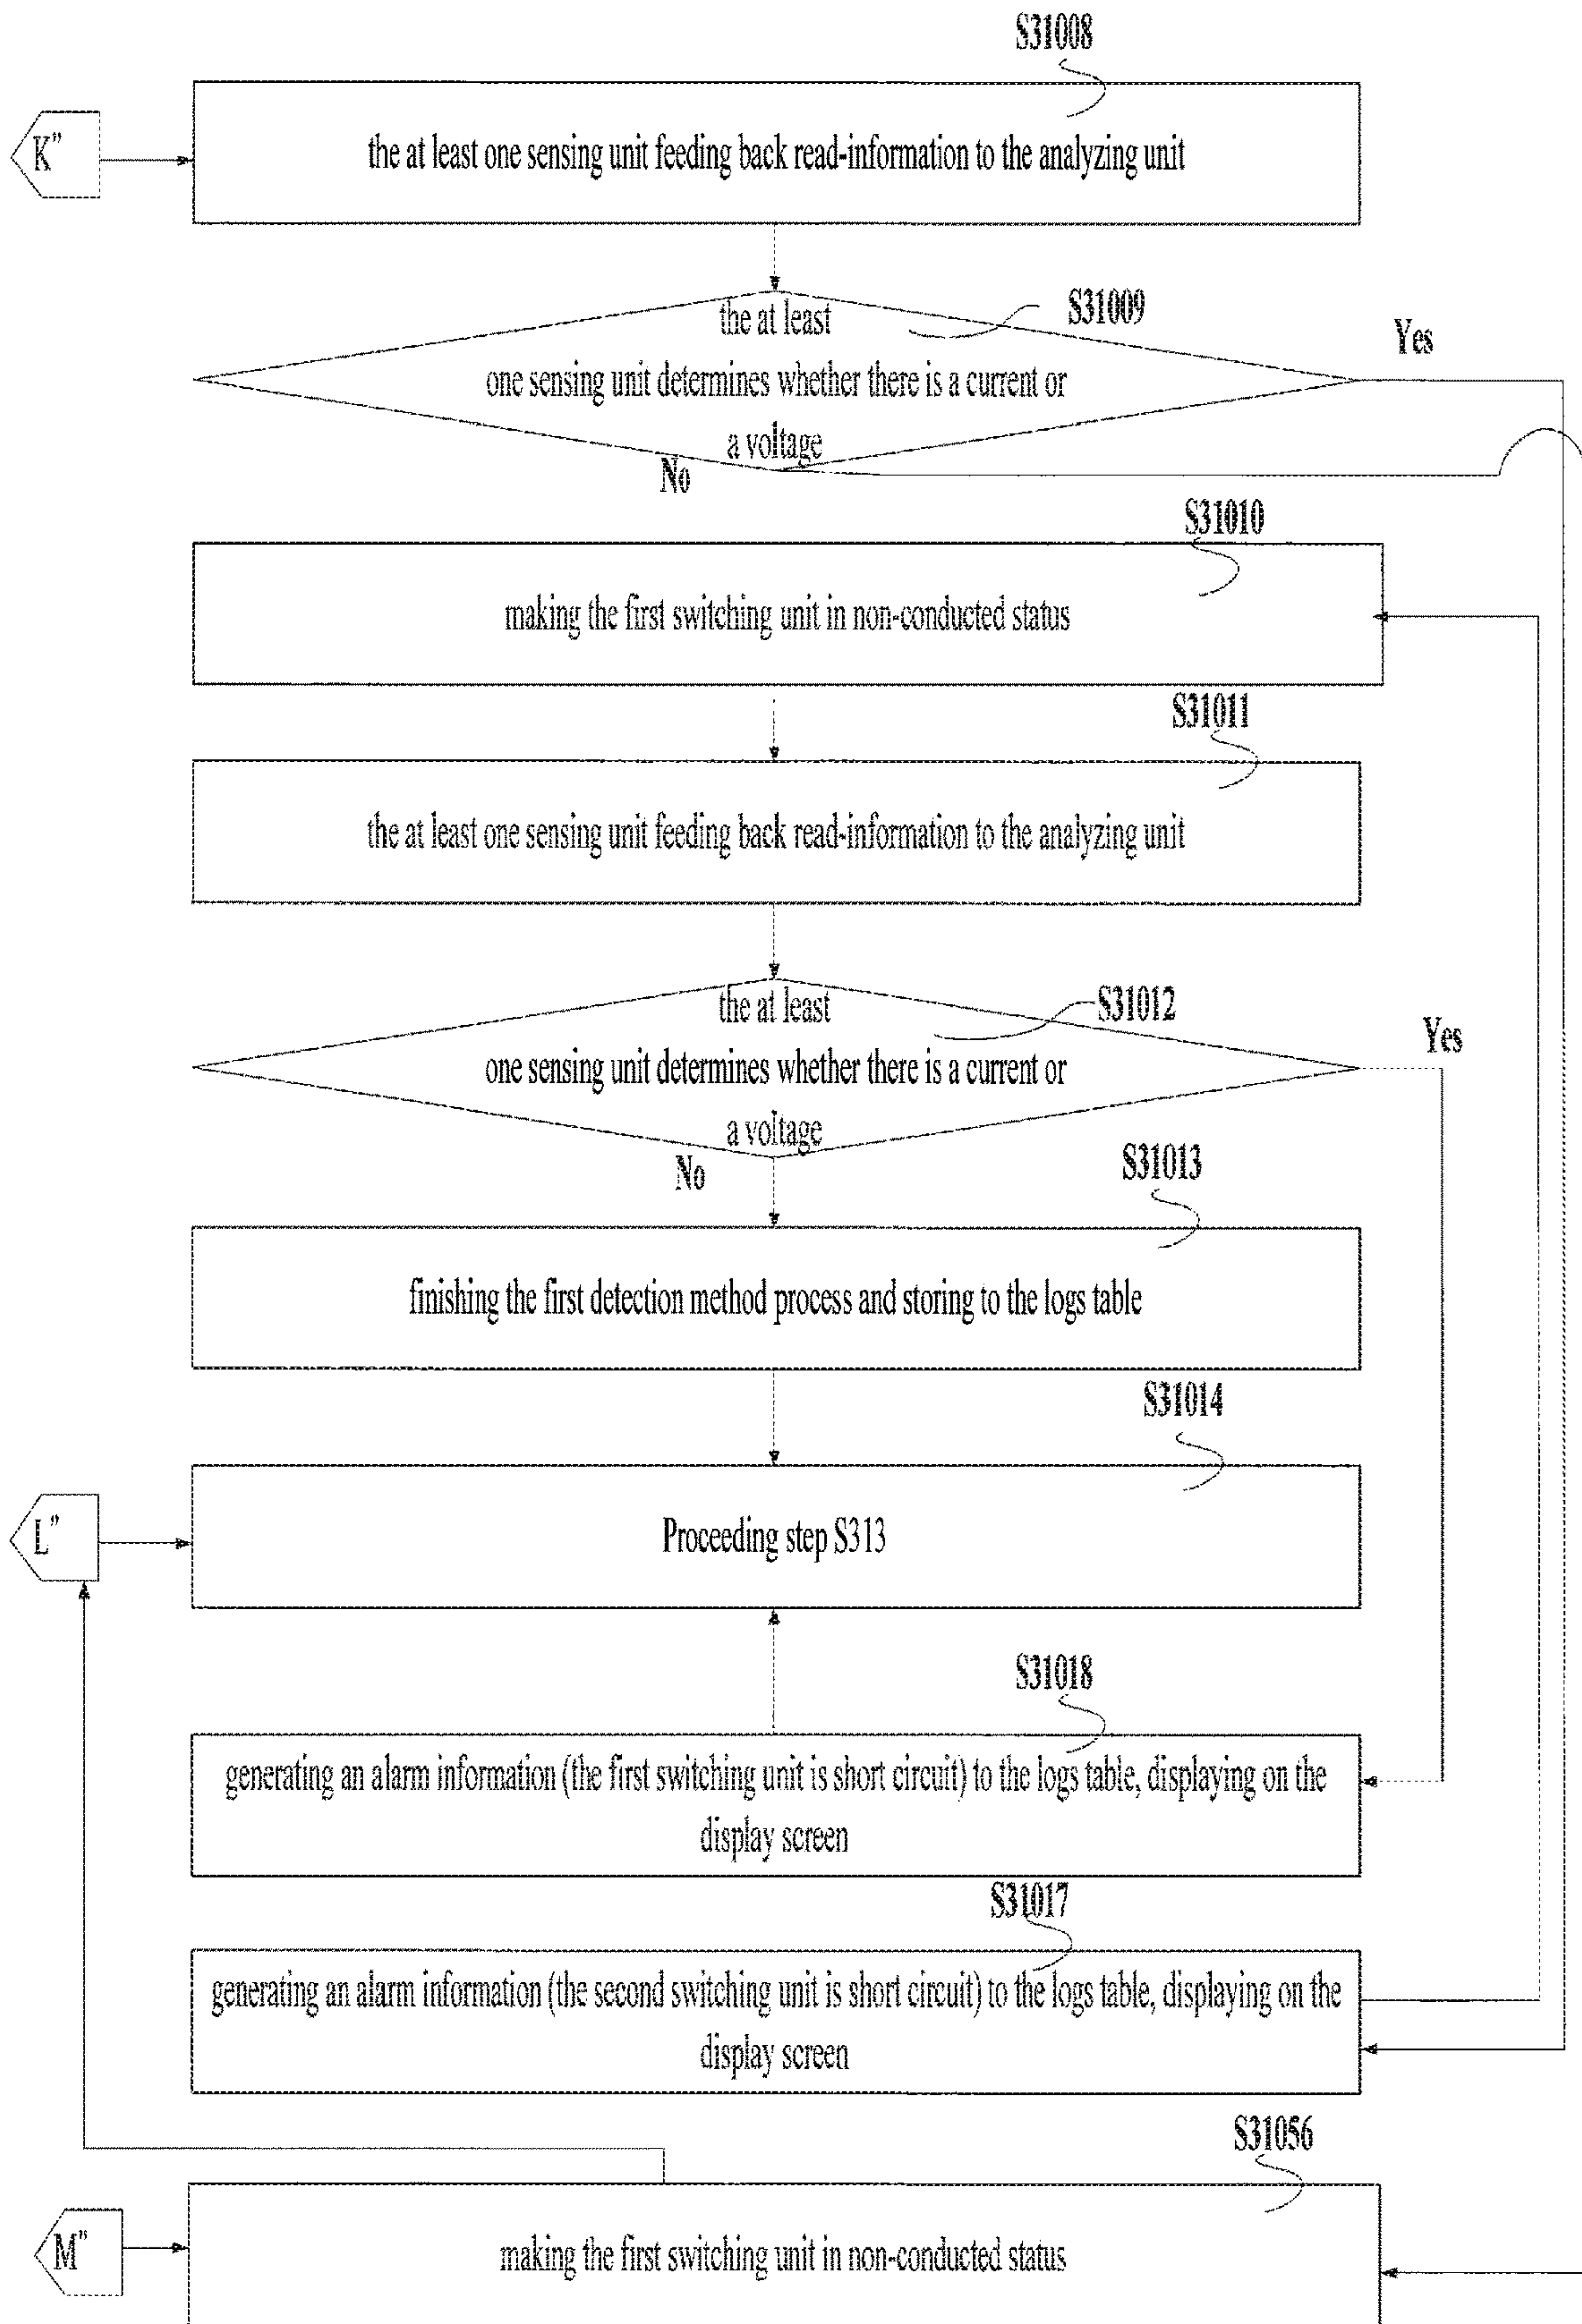 S31008
K”
the at least one sensing unit feeding back read-information to the analyzing unit
the at least
S31009
Yes
one sensing unit determines whether there is a current or
a voltage
No
S31010
making the first switching unit in non-conducted status
S31011
the at least one sensing unit feeding back read-information to the analyzing unit
the at least
S31012
Yes
one sensing unit determines whether there is a current or
a voltage
No
S31013
finishing the first detection method process and storing to the logs table
S31014
L”
Proceeding step S313
S31018
generating an alarm information (the first switching unit is short circuit) to the logs table, displaying on the
display screen
S31017
generating an alarm information (the second switching unit is short circuit) to the logs table, displaying on the
display screen
S31056
M”
making the first switching unit in non-conducted status